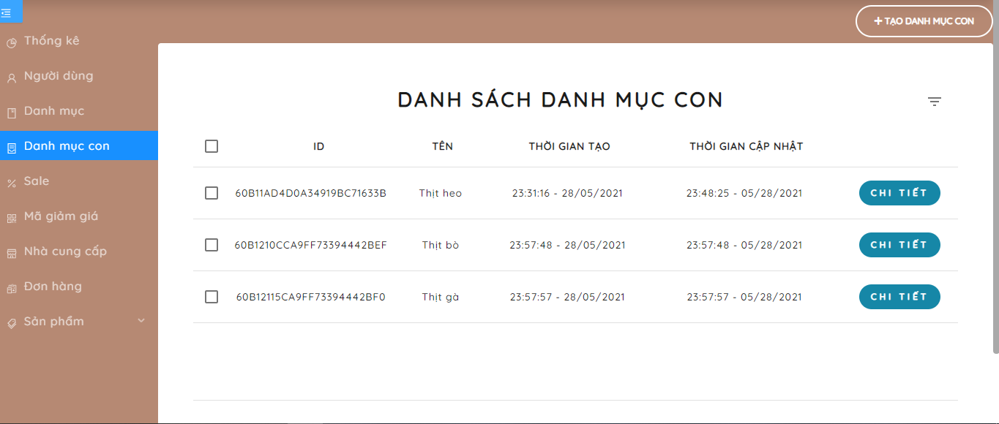 + TẠO DANH MỤC CON
Thống kê
Người dùng
Danh mục
Danh mục con
Sale
Mã giảm giá
Nhà cung cấp
Đơn hàng
Sản phẩm
DANH SÁCH DANH MỤC CON
ID TÊN THỜI GIAN TẠO THỜI GIAN CẬP NHẬT
60B11AD4D0A34919BC71633B Thịt heo 23:31:16 - 28/05/2021 23:48:25 - 05/28/2021 CHI TIẾT
60B1210CCA9FF73394442BEF Thịt bò 23:57:48 - 28/05/2021 23:57:48 - 05/28/2021 CHI TIẾT
60B12115CA9FF73394442BF0 Thịt gà 23:57:57 - 28/05/2021 23:57:57 - 05/28/2021 CHI TIẾT